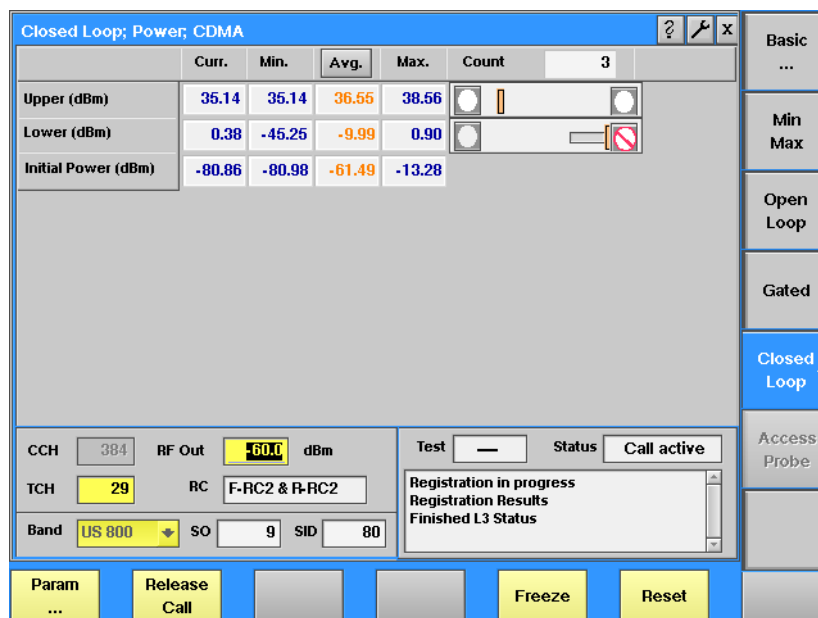 Closed Loop; Power; CDMA ? x
Curr. Min. Avg. Max. Count 3
Upper (dBm) 35.14 35.14 36.55 38.56
Lower (dBm) 0.38 -45.25 -9.99 0.90
Initial Power (dBm) -80.86 -80.98 -61.49 -13.28
Basic
...
Min
Max
Open
Loop
Gated
Closed
Loop
Access
Probe
CCH 384 RF Out -60.0 dBm
TCH 29 RC F-RC2 & R-RC2
Band US 800 SO 9 SID 80
Test — Status Call active
Registration in progress
Registration Results
Finished L3 Status
Param
...
Release
Call
Freeze
Reset